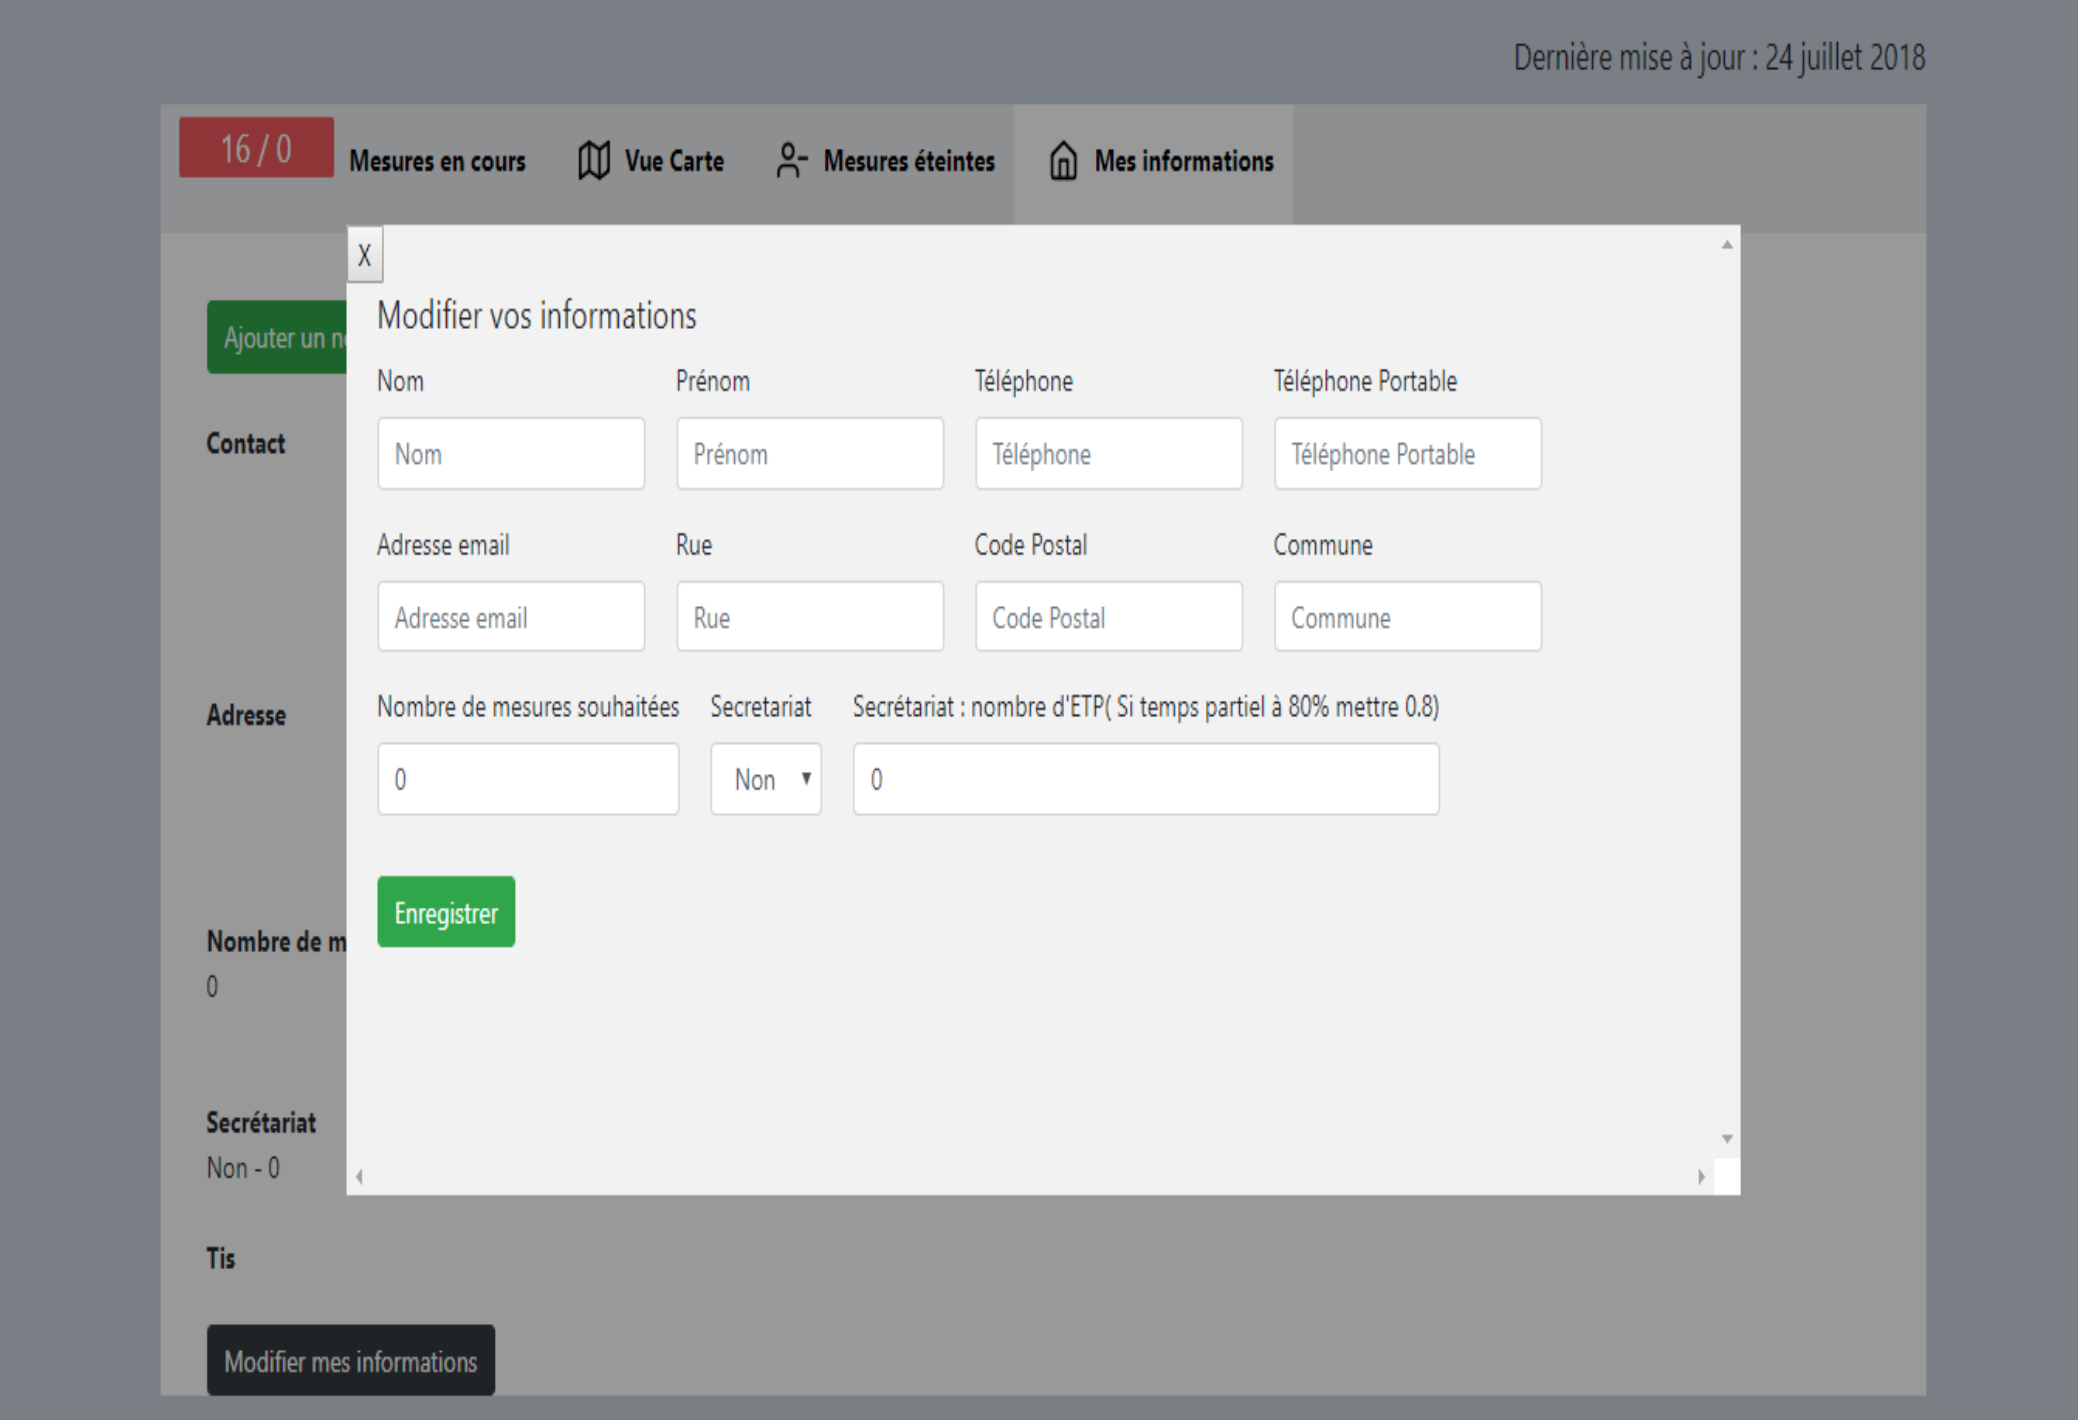 Dernière mise à jour : 24 juillet 2018
16 / 0 Mesures en cours Vue Carte Mesures éteintes Mes informations
X
Modifier vos informations
Ajouter un
Nom Prénom Téléphone Téléphone Portable
Contact
Nom Prénom Téléphone Téléphone Portable
Adresse email Rue Code Postal Commune
Adresse email Rue Code Postal Commune
Adresse
Nombre de mesures souhaitées Secretariat Secrétariat : nombre d'ETP( Si temps partiel à 80% mettre 0.8)
0 Non 0
Enregistrer
Nombre de m
0
Secrétariat
Non - 0
Tis
Modifier mes informations